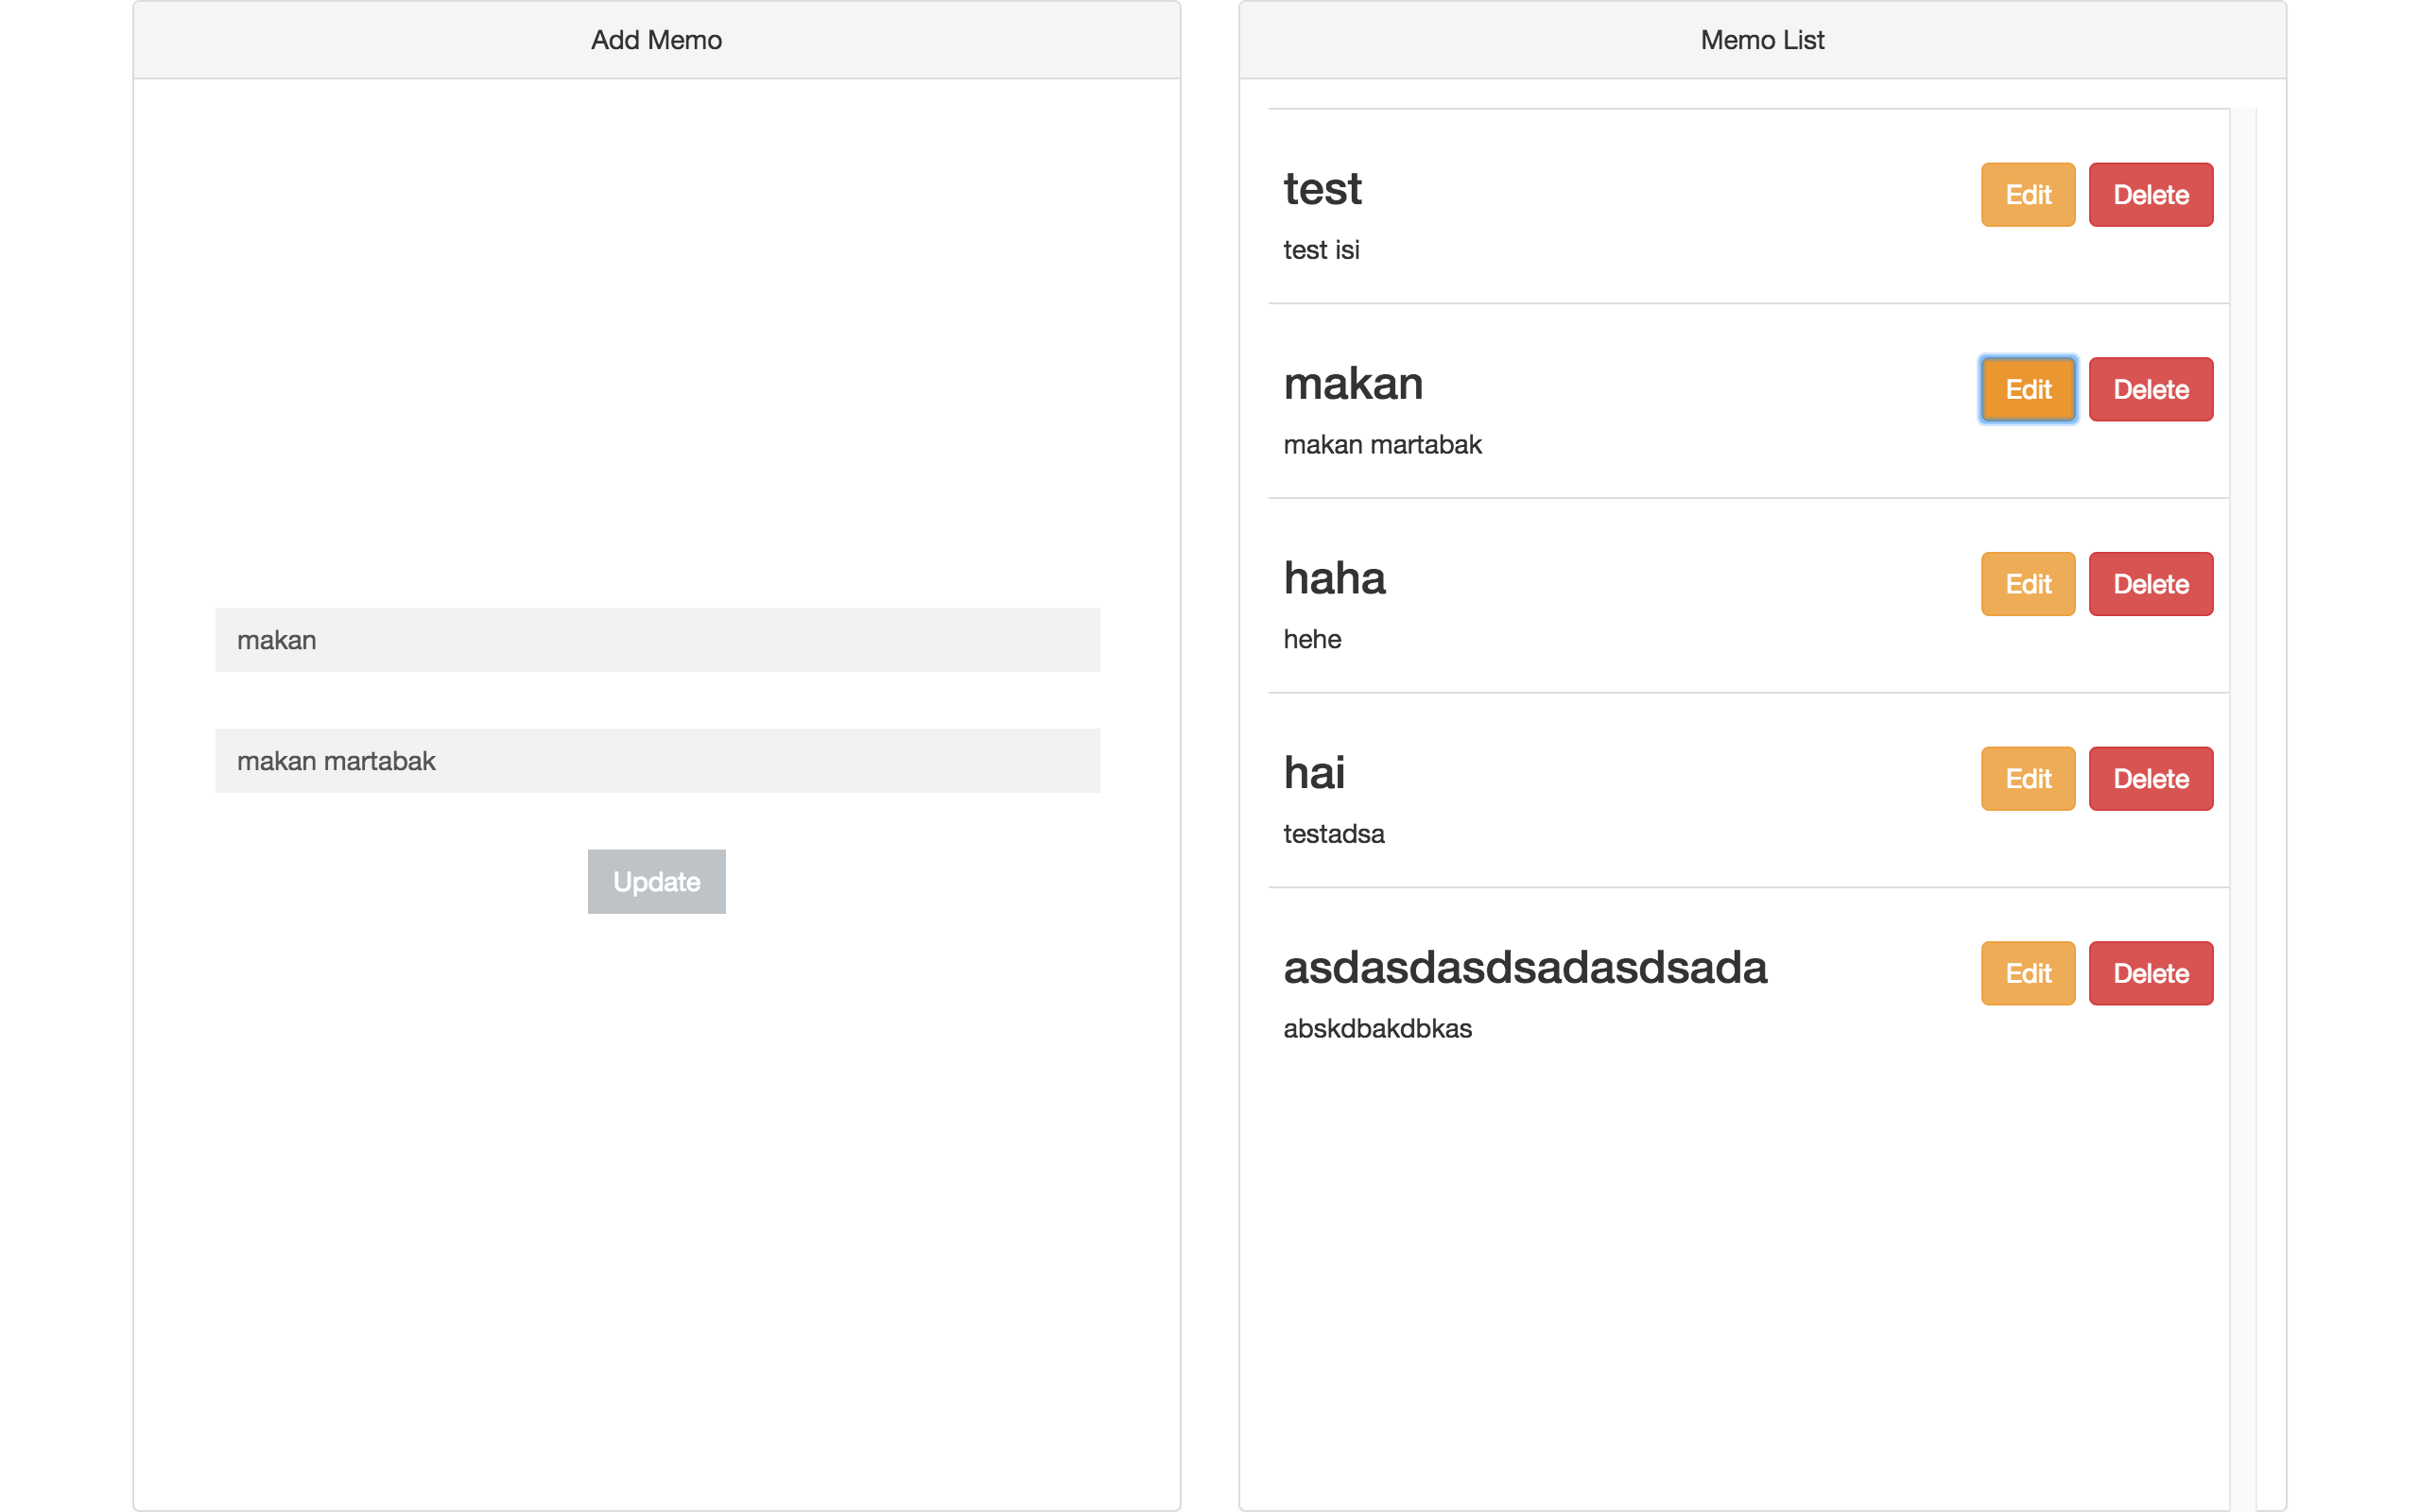 Add Memo
makan
makan martabak
Update
Memo List
test
Edit Delete
test isi
makan
Edit Delete
makan martabak
haha
Edit Delete
hehe
hai
Edit Delete
testadsa
asdasdasdsadasdsada
Edit Delete
abskdbakdbkas